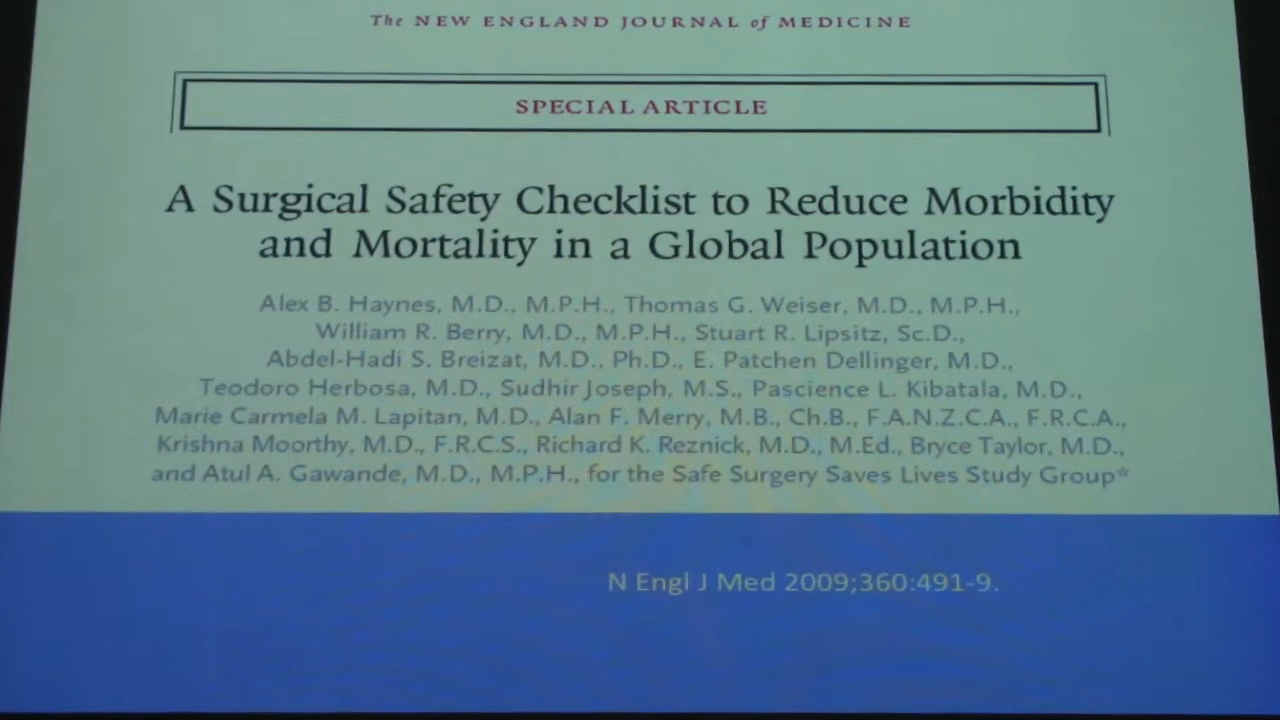 The NEW ENGLAND JOURNAL of MEDICINE
SPECIAL ARTICLE
A Surgical Safety Checklist to Reduce Morbidity
and Mortality in a Global Population
Alex B. Haynes, M.D., M.P.H., Thomas G. Weiser, M.D., M.P.H.,
William R. Berry, M.D., M.P.H., Stuart R. Lipsitz, Sc.D.,
Abdel-Hadi S. Breizat, M.D., Ph.D., E. Patchen Dellinger, M.D.,
Teodoro Herbosa, M.D., Sudhir Joseph, M.S., Pascience L. Kibatala, M.D.,
Marie Carmela M. Lapitan, M.D., Alan F. Merry, M.B., Ch.B., F.A.N.Z.C.A., F.R.C.A.,
Krishna Moorthy, M.D., F.R.C.S., Richard K. Reznick, M.D., M.Ed., Bryce Taylor, M.D.,
and Atul A. Gawande, M.D., M.P.H., for the Safe Surgery Saves Lives Study Group*
N Engl J Med 2009;360:491-9.